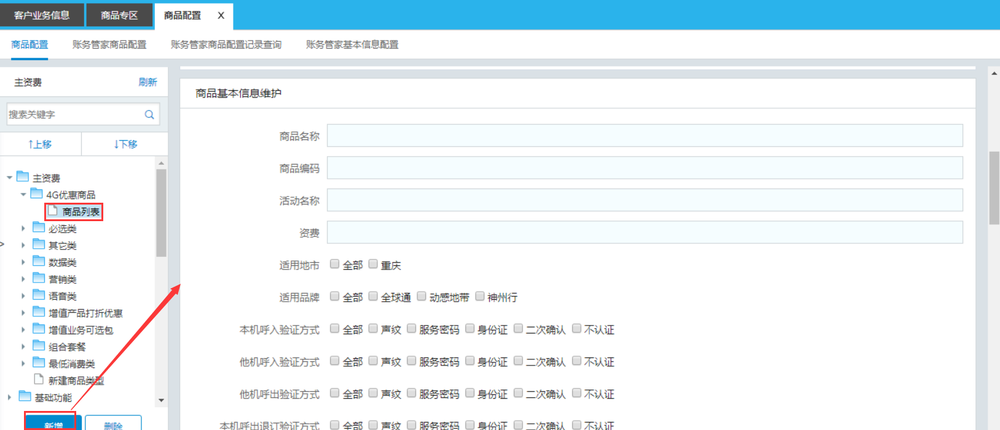 客户业务信息 商品专区 商品配置 X
商品配置 账务管家商品配置 账务管家商品配置记录查询 账务管家基本信息配置
主资费 刷新
搜索关键字
↑上移 ↓下移
主资费
4G优惠商品
商品列表
必选类
其它类
数据类
营销类
语音类
增值产品打折优惠
增值业务可选包
组合套餐
最低消费类
新建商品类型
基础功能
新增 删除
>
商品基本信息维护
商品名称
商品编码
活动名称
资费
适用地市 全部 重庆
适用品牌 全部 全球通 动感地带 神州行
本机呼入验证方式 全部 声纹 服务密码 身份证 二次确认 不认证
他机呼入验证方式 全部 声纹 服务密码 身份证 二次确认 不认证
他机呼出验证方式 全部 声纹 服务密码 身份证 二次确认 不认证
本机呼出退订验证方式 全部 声纹 服务密码 身份证 二次确认 不认证